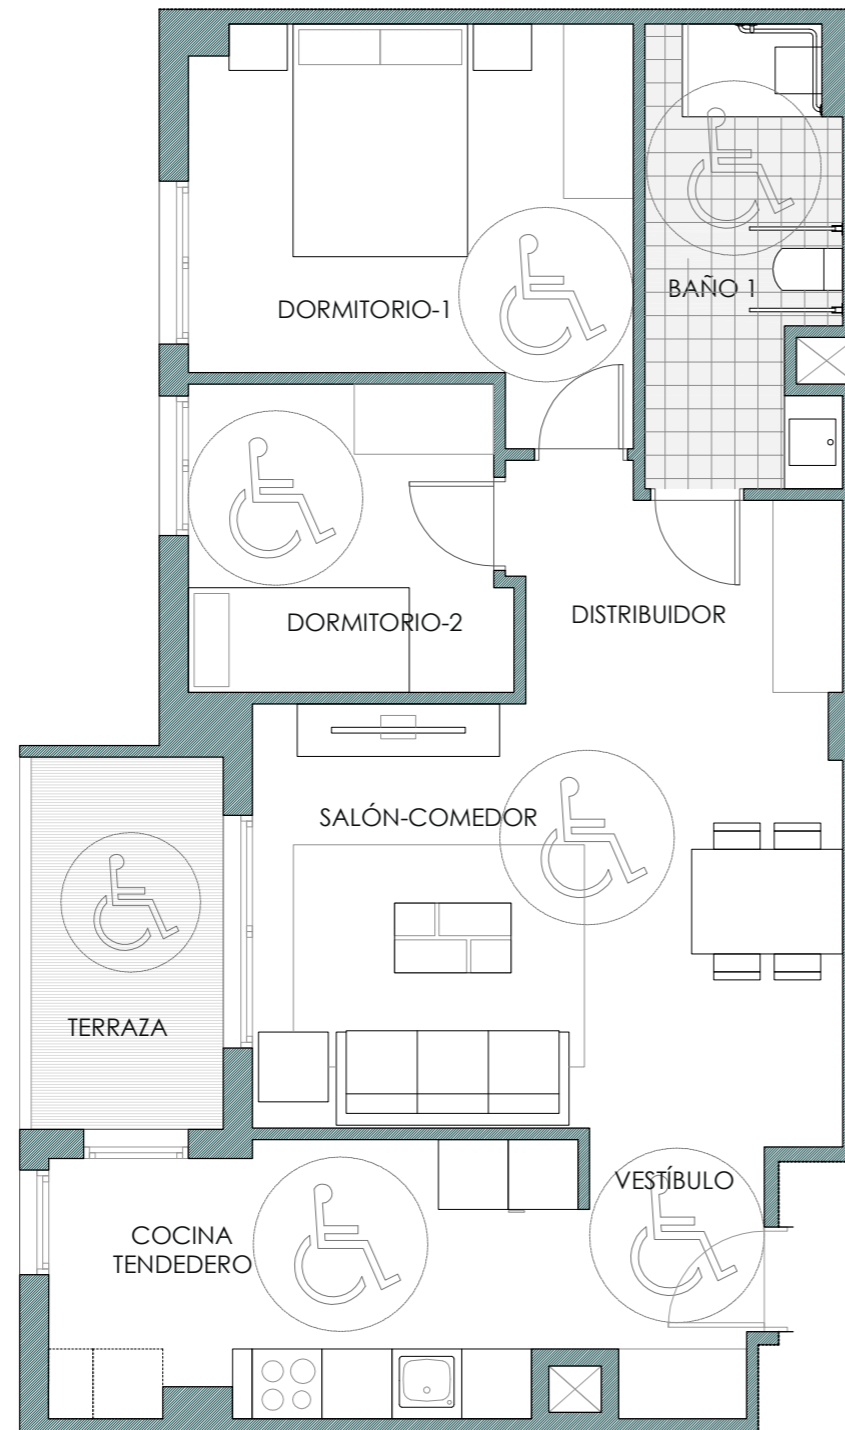 DORMITORIO-1
BAÑO 1
DORMITORIO-2
DISTRIBUIDOR
SALÓN-COMEDOR
TERRAZA
VESTÍBULO
COCINA
TENDEDERO